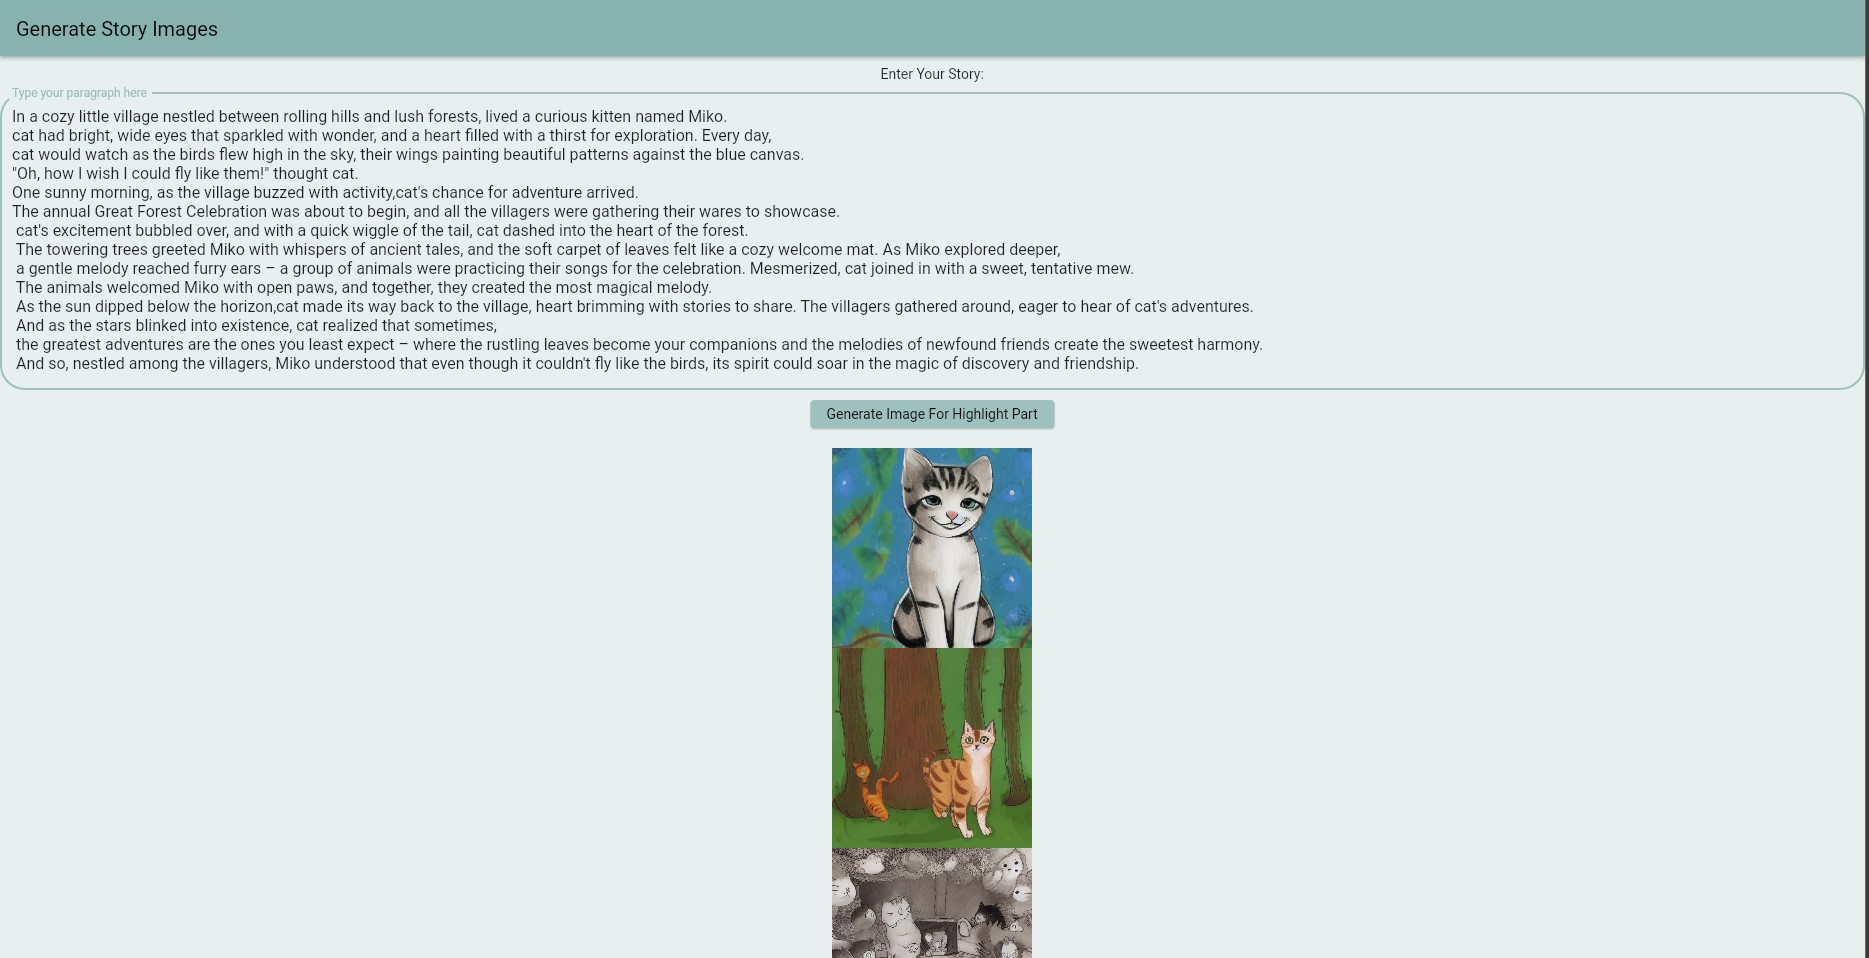 Generate Story Images
Enter Your Story:
Type your paragraph here
In a cozy little village nestled between rolling hills and lush forests, lived a curious kitten named Miko.
cat had bright, wide eyes that sparkled with wonder, and a heart filled with a thirst for exploration. Every day,
cat would watch as the birds flew high in the sky, their wings painting beautiful patterns against the blue canvas.
"Oh, how I wish I could fly like them!" thought cat.
One sunny morning, as the village buzzed with activity,cat's chance for adventure arrived.
The annual Great Forest Celebration was about to begin, and all the villagers were gathering their wares to showcase.
cat's excitement bubbled over, and with a quick wiggle of the tail, cat dashed into the heart of the forest.
The towering trees greeted Miko with whispers of ancient tales, and the soft carpet of leaves felt like a cozy welcome mat. As Miko explored deeper,
a gentle melody reached furry ears – a group of animals were practicing their songs for the celebration. Mesmerized, cat joined in with a sweet, tentative mew.
The animals welcomed Miko with open paws, and together, they created the most magical melody.
As the sun dipped below the horizon,cat made its way back to the village, heart brimming with stories to share. The villagers gathered around, eager to hear of cat's adventures.
And as the stars blinked into existence, cat realized that sometimes,
the greatest adventures are the ones you least expect – where the rustling leaves become your companions and the melodies of newfound friends create the sweetest harmony.
And so, nestled among the villagers, Miko understood that even though it couldn't fly like the birds, its spirit could soar in the magic of discovery and friendship.
Generate Image For Highlight Part